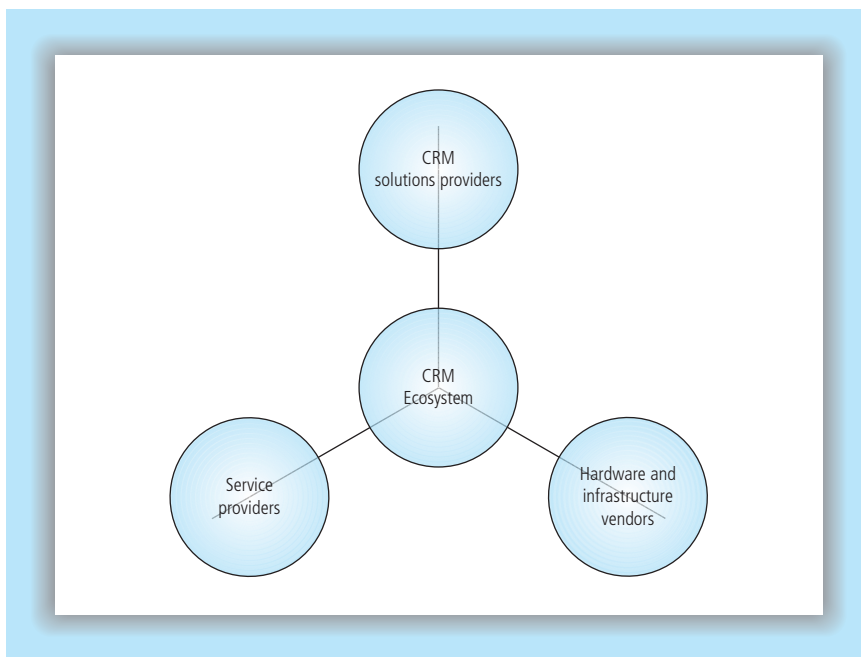 CRM
solutions providers
CRM
Ecosystem
Service
providers
Hardware and
infrastructure
vendors